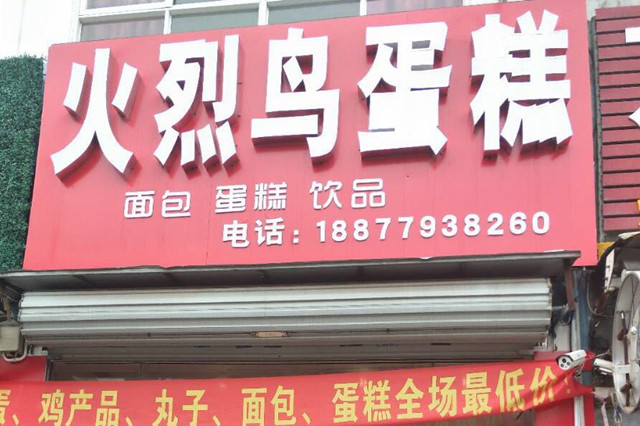 火烈鸟蛋糕
面包 蛋糕 饮品
电话：18877938260
蛋、鸡产品、丸子、面包、蛋糕全场最低价！